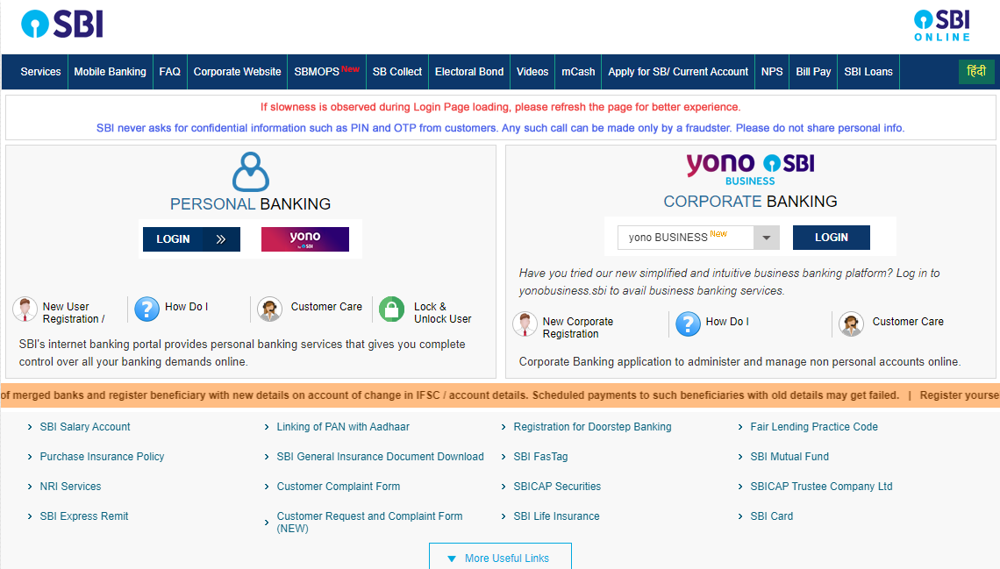 SBI
SBI
ONLINE
Services Mobile Banking FAQ Corporate Website SBMOPS New SB Collect Electoral Bond Videos mCash Apply for SB/ Current Account NPS Bill Pay SBI Loans हिंदी
If slowness is observed during Login Page loading, please refresh the page for better experience.
SBI never asks for confidential information such as PIN and OTP from customers. Any such call can be made only by a fraudster. Please do not share personal info.
PERSONAL BANKING
LOGIN »
yono
by SBI
New User
Registration /
How Do I
Customer Care
Lock &
Unlock User
SBI's internet banking portal provides personal banking services that gives you complete
control over all your banking demands online.
yono SBI
BUSINESS
CORPORATE BANKING
yono BUSINESS New
LOGIN
Have you tried our new simplified and intuitive business banking platform? Log in to
yonobusiness.sbi to avail business banking services.
New Corporate
Registration
How Do I
Customer Care
Corporate Banking application to administer and manage non personal accounts online.
of merged banks and register beneficiary with new details on account of change in IFSC / account details. Scheduled payments to such beneficiaries with old details may get failed. | Register yourse
SBI Salary Account
Linking of PAN with Aadhaar
Registration for Doorstep Banking
Fair Lending Practice Code
Purchase Insurance Policy
SBI General Insurance Document Download
SBI FasTag
SBI Mutual Fund
NRI Services
Customer Complaint Form
SBICAP Securities
SBICAP Trustee Company Ltd
SBI Express Remit
Customer Request and Complaint Form
(NEW)
SBI Life Insurance
SBI Card
More Useful Links